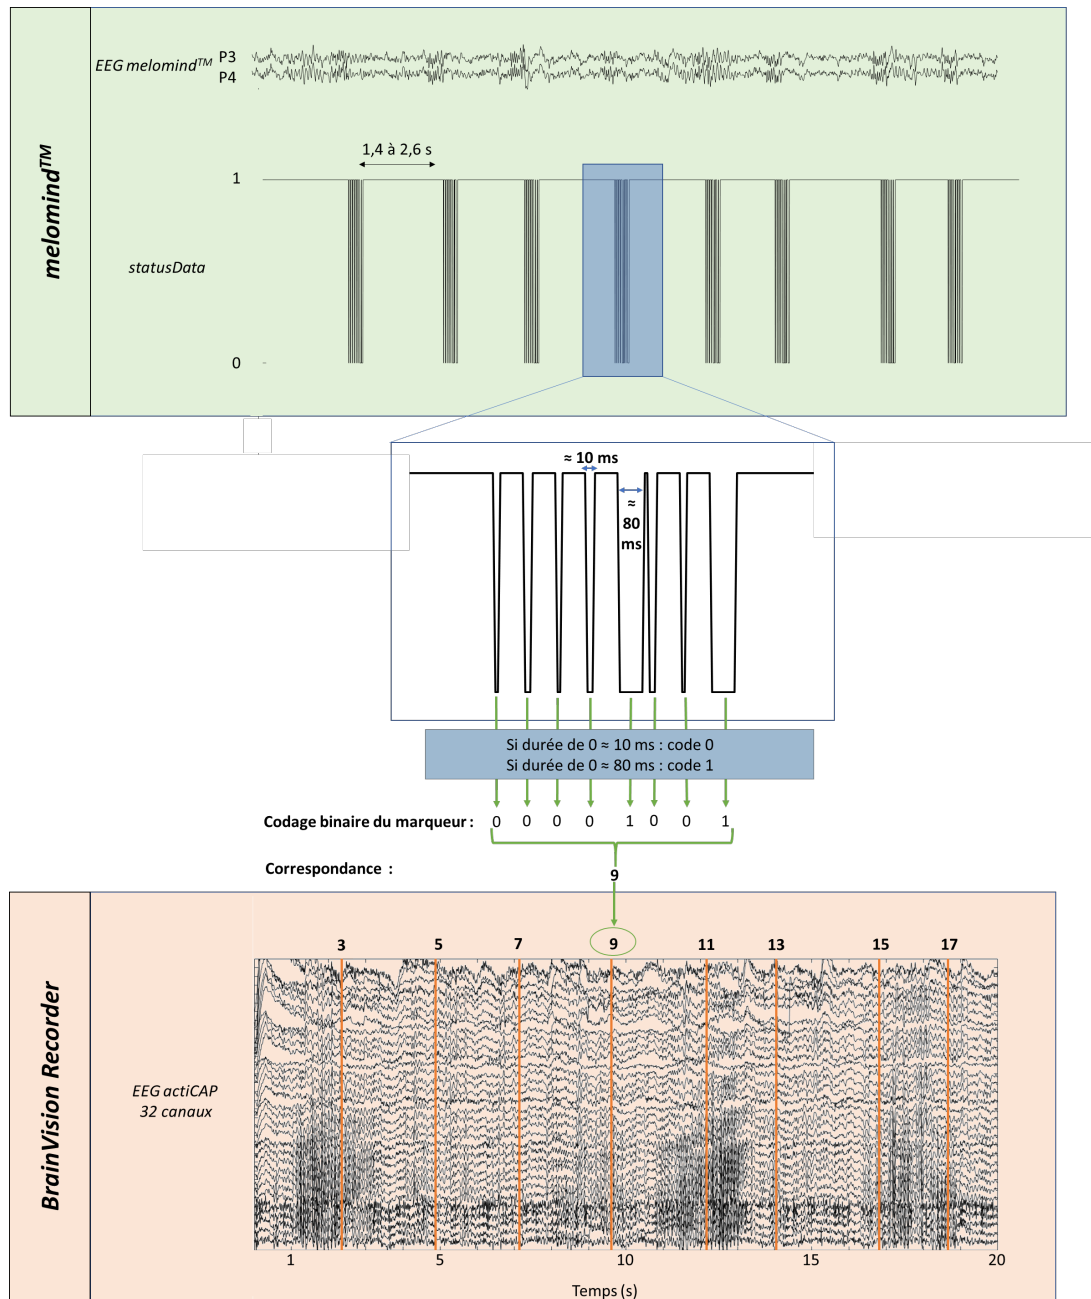 melomind™
EEG melomind™
P3
P4
1,4 à 2,6 s
1
statusData
0
≈ 10 ms
≈
80
ms
Si durée de 0 ≈ 10 ms : code 0
Si durée de 0 ≈ 80 ms : code 1
Codage binaire du marqueur : 0 0 0 0 1 0 0 1
Correspondance : 9
BrainVision Recorder
3 5 7 9 11 13 15 17
EEG actiCAP
32 canaux
1 5 10 15 20
Temps (s)